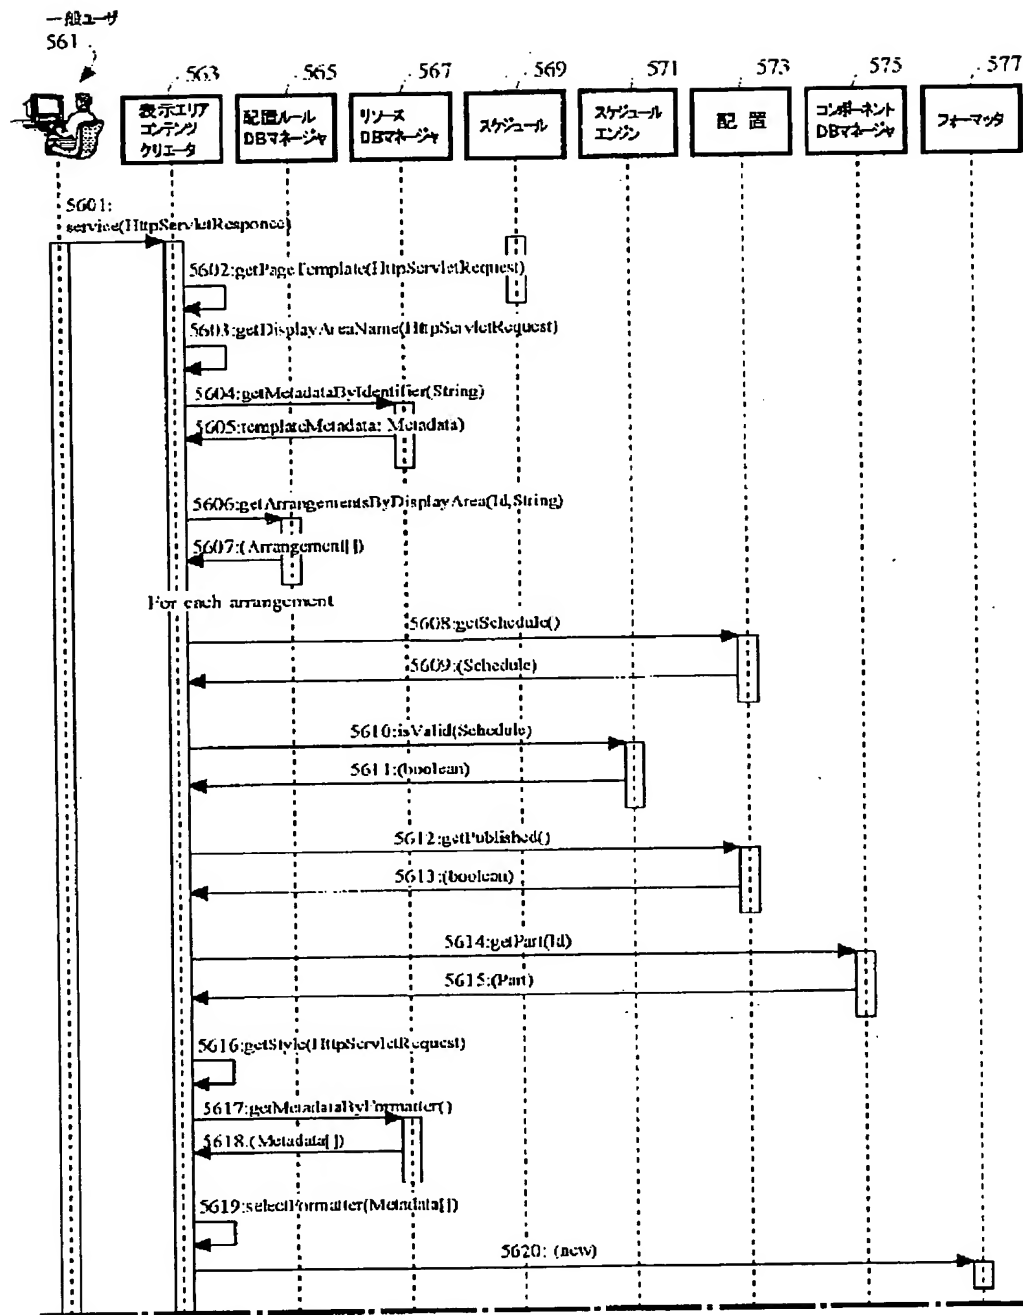 一般ユーザ
561
563
565
567
569
571
573
575
577
表示エリア
コンテンツ
クリエータ
配置ルール
DBマネージャ
リソース
DBマネージャ
スケジュール
スケジュール
エンジン
配置
コンポーネント
DBマネージャ
フォーマッタ
5601:
service(HttpServletResponce)
5602:getPageTemplate(HttpServletRequest)
5603:getDisplayAreaName(HttpServletRequest)
5604:getMetadataByIdentifier(String)
5605:templateMetadata: Metadata)
5606:getArrangementsByDisplayArea(Id,String)
5607:(Arrangement[])
For each arrangement
5608:getSchedule()
5609:(Schedule)
5610:isValid(Schedule)
5611:(boolean)
5612:getPublished()
5613:(boolean)
5614:getPart(Id)
5615:(Part)
5616:getStyle(HttpServletRequest)
5617:getMetadataByFormatter()
5618:(Metadata[])
5619:selectFormatter(Metadata[])
5620: (new)